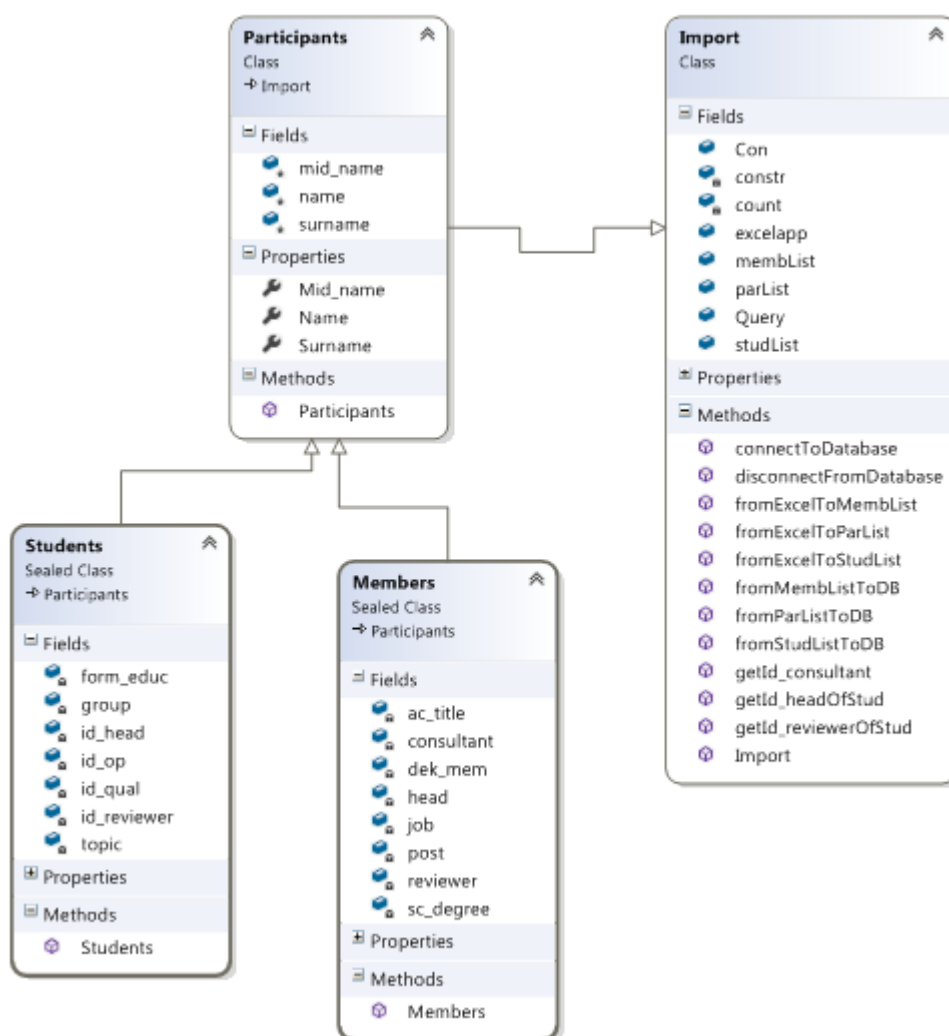 Participants
Class
Import
Fields
mid_name
name
surname
Properties
Mid_name
Name
Surname
Methods
Participants
Import
Class
Fields
Con
constr
count
excelapp
membList
parList
Query
studList
Properties
Methods
connectToDatabase
disconnectFromDatabase
fromExcelToMembList
fromExcelToParList
fromExcelToStudList
fromMembListToDB
fromParListToDB
fromStudListToDB
getId_consultant
getId_headOfStud
getId_reviewerOfStud
Import
Students
Sealed Class
Participants
Fields
form_educ
group
id_head
id_op
id_qual
id_reviewer
topic
Properties
Methods
Students
Members
Sealed Class
Participants
Fields
ac_title
consultant
dek_mem
head
job
post
reviewer
sc_degree
Properties
Methods
Members